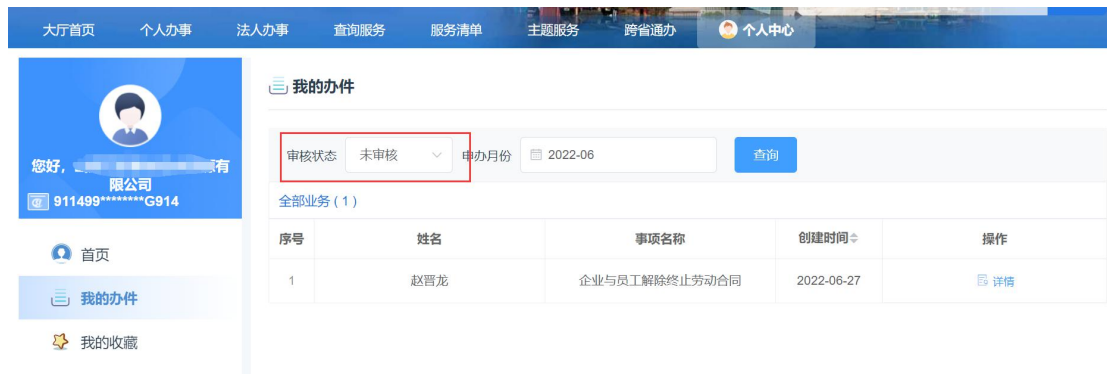 大厅首页 个人办事 法人办事 查询服务 服务清单 主题服务 跨省通办 个人中心
我的办件
您好，
有
限公司
911499********G914
审核状态 未审核 申办月份 2022-06 查询
全部业务 ( 1 )
序号 姓名 事项名称 创建时间 操作
1 赵晋龙 企业与员工解除终止劳动合同 2022-06-27 详情
首页
我的办件
我的收藏